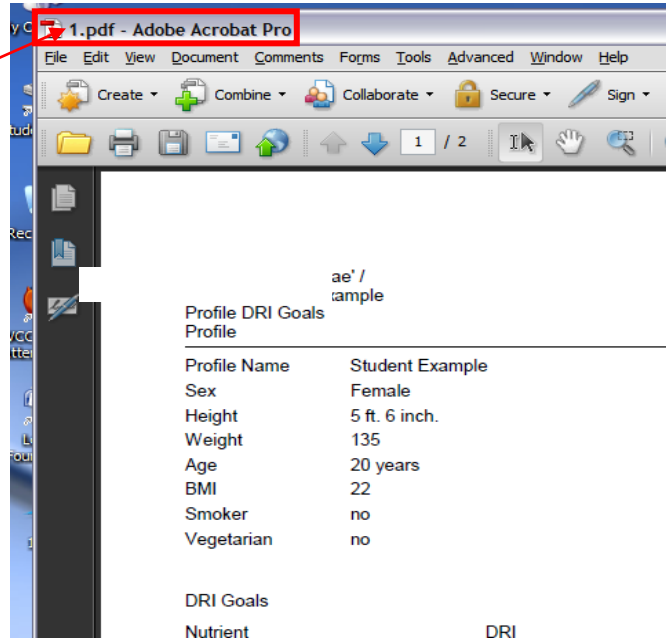 1.pdf - Adobe Acrobat Pro
File Edit View Document Comments Forms Tools Advanced Window Help
Create Combine Collaborate Secure Sign
1 / 2
ae' /
ample
Profile DRI Goals
Profile
Profile Name Student Example
Sex Female
Height 5 ft. 6 inch.
Weight 135
Age 20 years
BMI 22
Smoker no
Vegetarian no
DRI Goals
Nutrient DRI